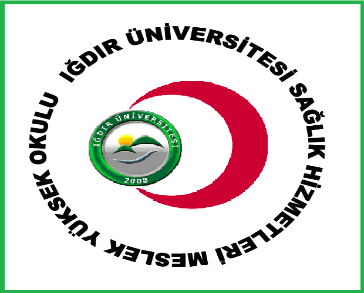 IĞDIR ÜNİVERSİTESİ SAĞLIK HİZMETLERİ MESLEK YÜKSEK OKULU
IĞDIR ÜNİVERSİTESİ
2008